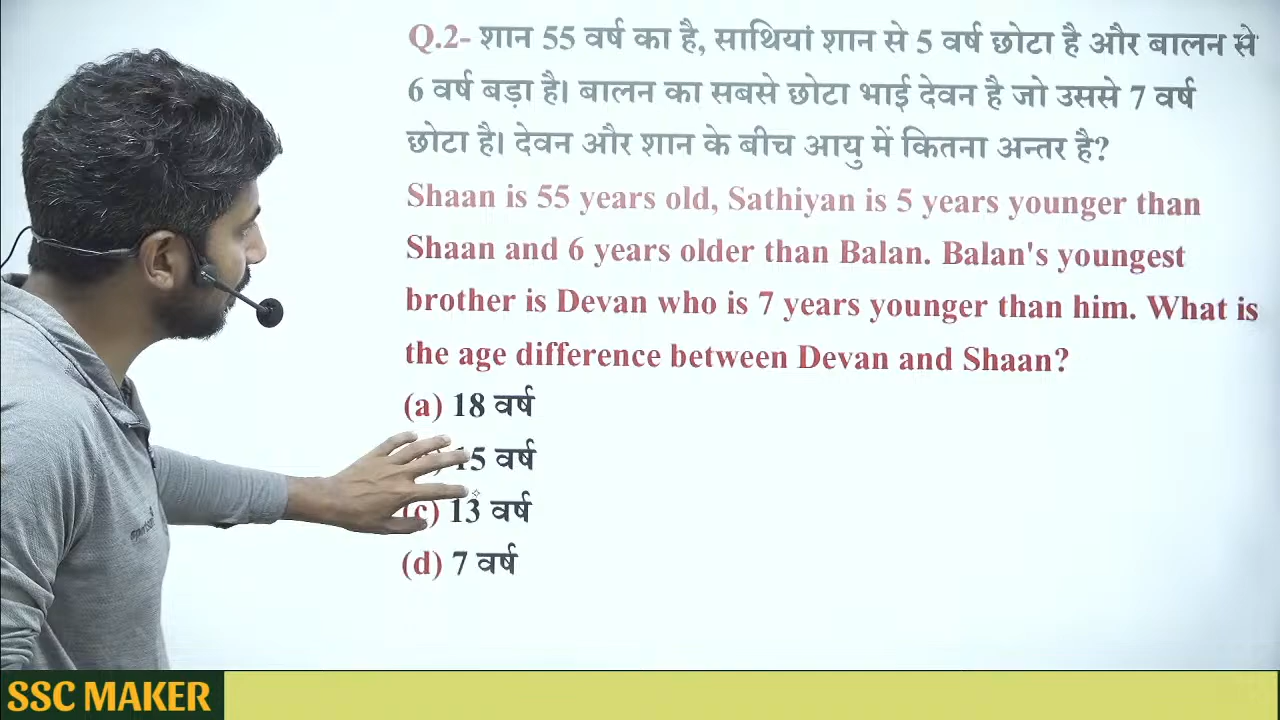 Q.2- शान 55 वर्ष का है, साथियां शान से 5 वर्ष छोटा है और बालन से
6 वर्ष बड़ा है। बालन का सबसे छोटा भाई देवन है जो उससे 7 वर्ष
छोटा है। देवन और शान के बीच आयु में कितना अन्तर है?
Shaan is 55 years old, Sathiyan is 5 years younger than
Shaan and 6 years older than Balan. Balan's youngest
brother is Devan who is 7 years younger than him. What is
the age difference between Devan and Shaan?
(a) 18 वर्ष
15 वर्ष
(c) 13 वर्ष
(d) 7 वर्ष
SSC MAKER